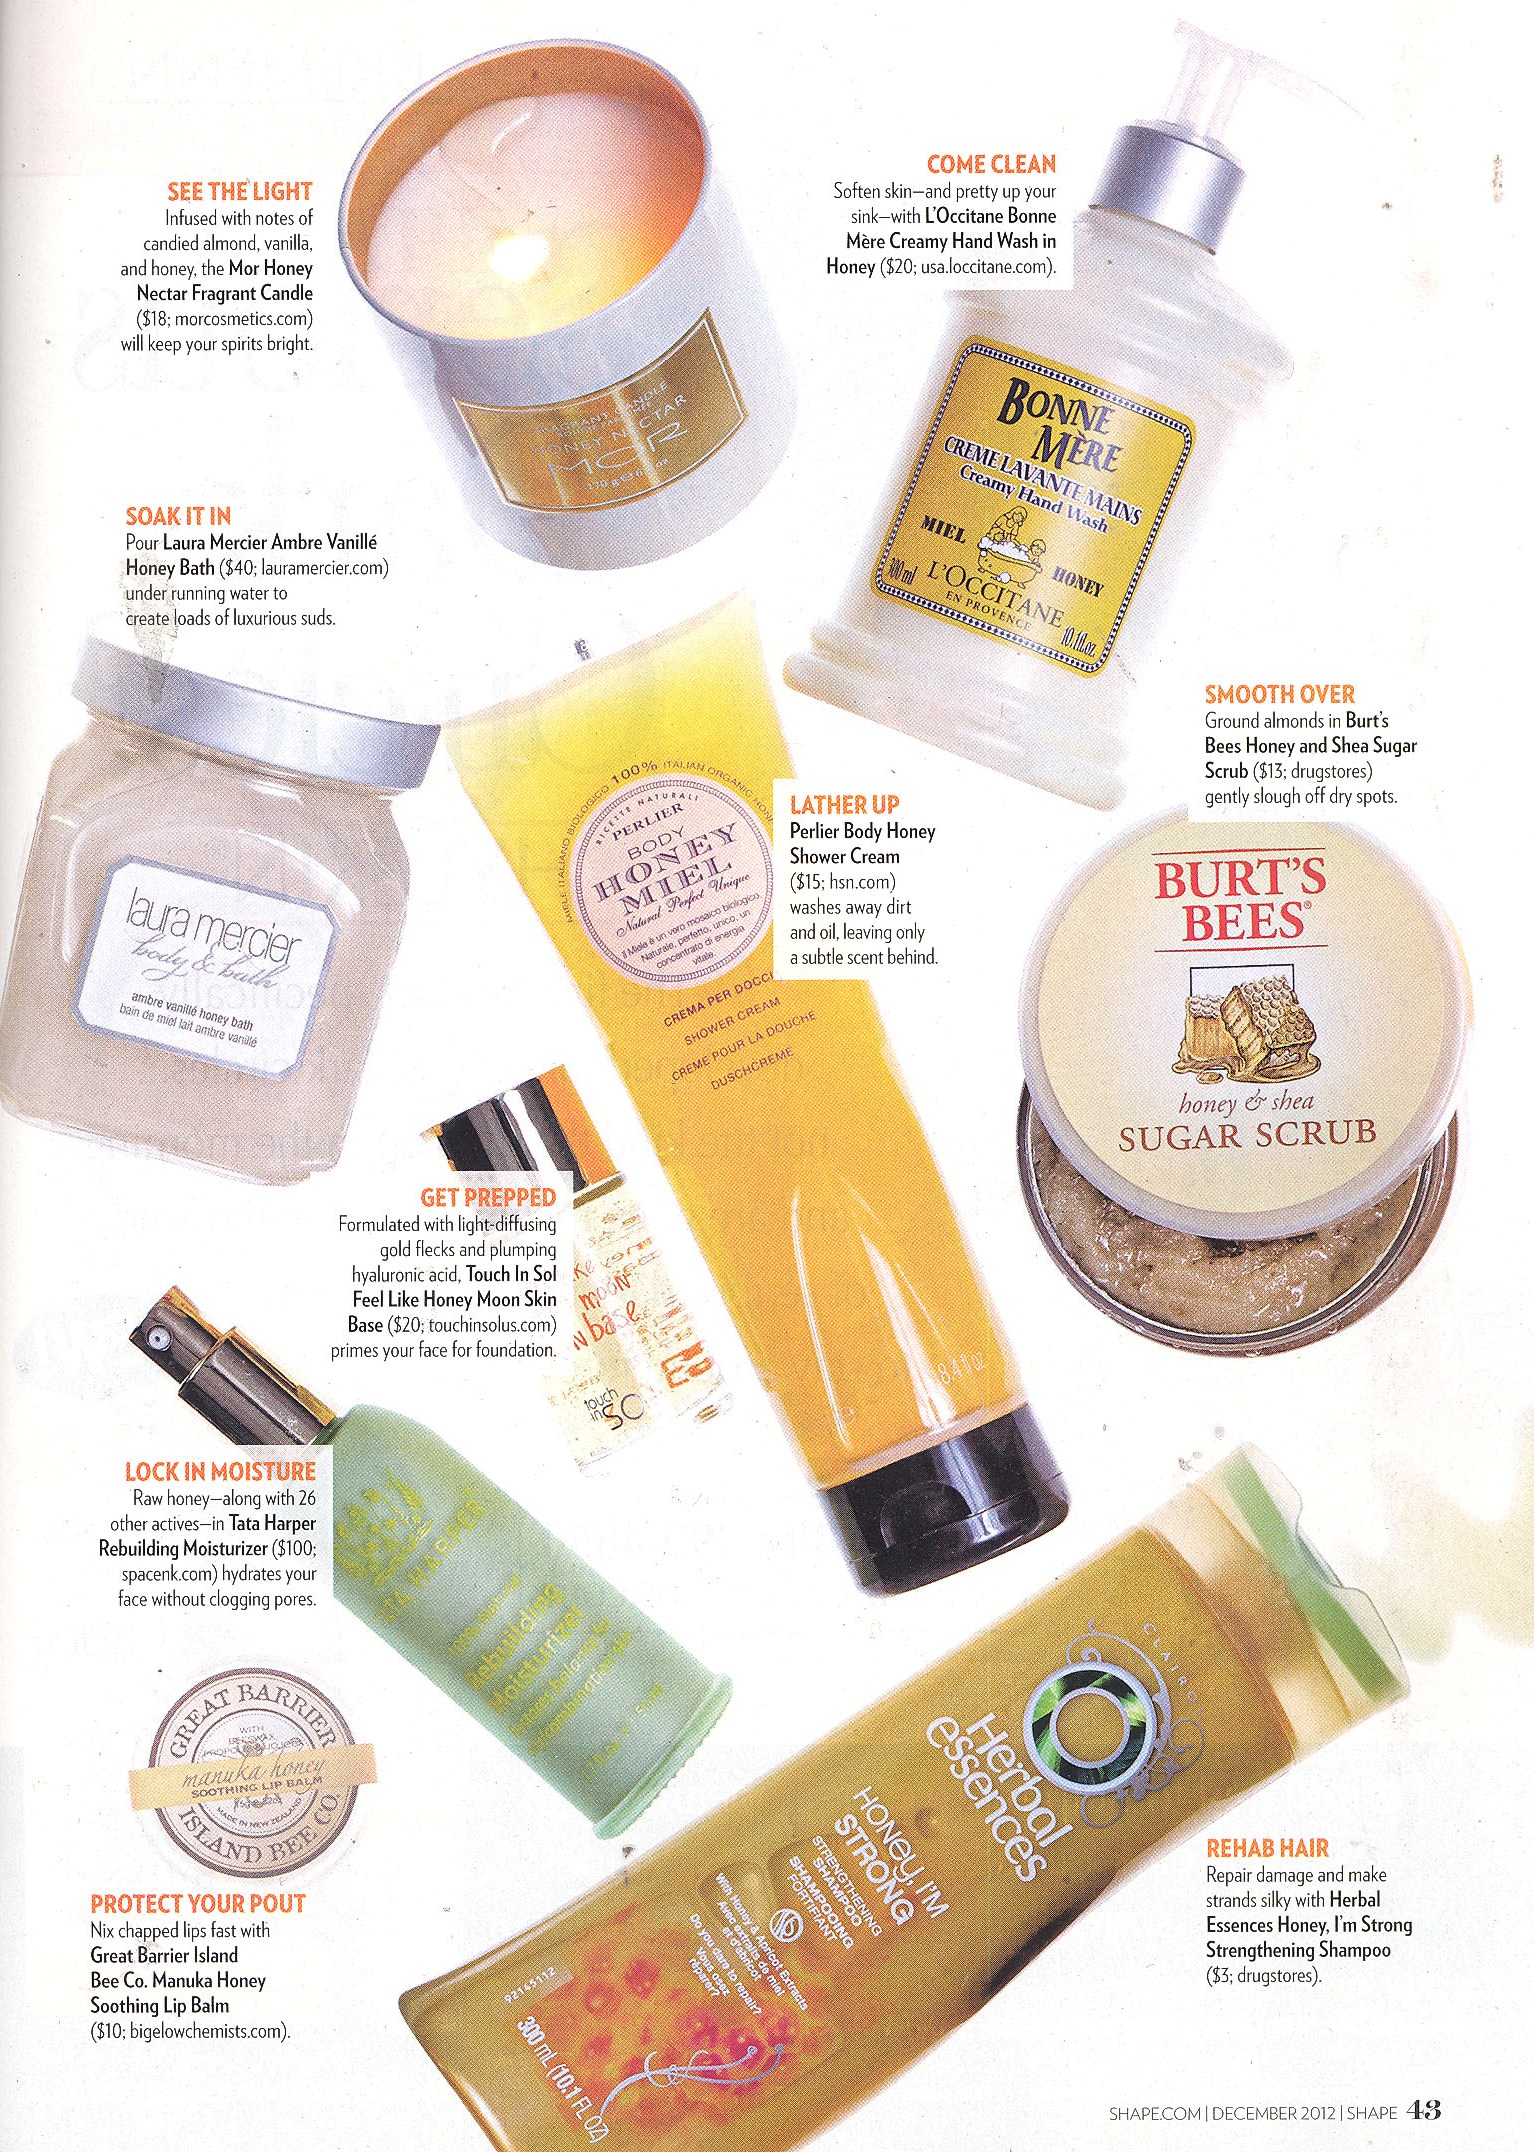 SEE THE LIGHT
Infused with notes of
candied almond, vanilla,
and honey, the Mor Honey
Nectar Fragrant Candle
($18; morcosmetics.com)
will keep your spirits bright.
FRAGRANT CANDLE
HONEY NECTAR
MOR
COME CLEAN
Soften skin—and pretty up your
sink—with L'Occitane Bonne
Mère Creamy Hand Wash in
Honey ($20; usa.loccitane.com).
BONNE
MÈRE
CREME LAVANTE MAINS
Creamy Hand Wash
MIEL
HONEY
300 ml
L'OCCITANE
EN PROVENCE
10.1fl.oz
SOAK IT IN
Pour Laura Mercier Ambre Vanillé
Honey Bath ($40; lauramercier.com)
under running water to
create loads of luxurious suds.
laura mercier
body & bath
ambre vanillé honey bath
bain de miel lait ambre vanillé
SMOOTH OVER
Ground almonds in Burt's
Bees Honey and Shea Sugar
Scrub ($13; drugstores)
gently slough off dry spots.
BURT'S
BEES®
honey & shea
SUGAR SCRUB
LATHER UP
Perlier Body Honey
Shower Cream
($15; hsn.com)
washes away dirt
and oil, leaving only
a subtle scent behind.
MIELE ITALIANO BIOLOGICO 100% ITALIAN ORGANIC HON
RICETTE NATURALI
PERLIER
BODY
HONEY
MIEL
Natural Perfect Unique
il Miele è un vero mosaico biologico
Naturale, perfetto, unico, un
concentrato di energia
vitale.
CREMA PER DOCCI
SHOWER CREAM
CREME POUR LA DOUCHE
DUSCHCREME
8.4 fl oz
GET PREPPED
Formulated with light-diffusing
gold flecks and plumping
hyaluronic acid, Touch In Sol
Feel Like Honey Moon Skin
Base ($20; touchinsolus.com)
primes your face for foundation.
moon
base
touch
in SOL
LOCK IN MOISTURE
Raw honey—along with 26
other actives—in Tata Harper
Rebuilding Moisturizer ($100;
spacenk.com) hydrates your
face without clogging pores.
TATA HARPER
Rebuilding
Moisturizer
GREAT BARRIER
WITH
BEESWAX
manuka honey
SOOTHING LIP BALM
MADE IN NEW ZEALAND
ISLAND BEE CO.
PROTECT YOUR POUT
Nix chapped lips fast with
Great Barrier Island
Bee Co. Manuka Honey
Soothing Lip Balm
($10; bigelowchemists.com).
CLAIROL
Herbal
essences
HONEY, I'M
STRONG
STRENGTHENING
SHAMPOO
SHAMPOOING
FORTIFIANT
With Honey & Apricot Extracts
Avec extraits de miel
et d'abricot
Do you dare to repair?
Vous osez
réparer?
92145112
300 mL (10.1 FL OZ)
REHAB HAIR
Repair damage and make
strands silky with Herbal
Essences Honey, I'm Strong
Strengthening Shampoo
($3; drugstores).
SHAPE.COM | DECEMBER 2012 | SHAPE 43